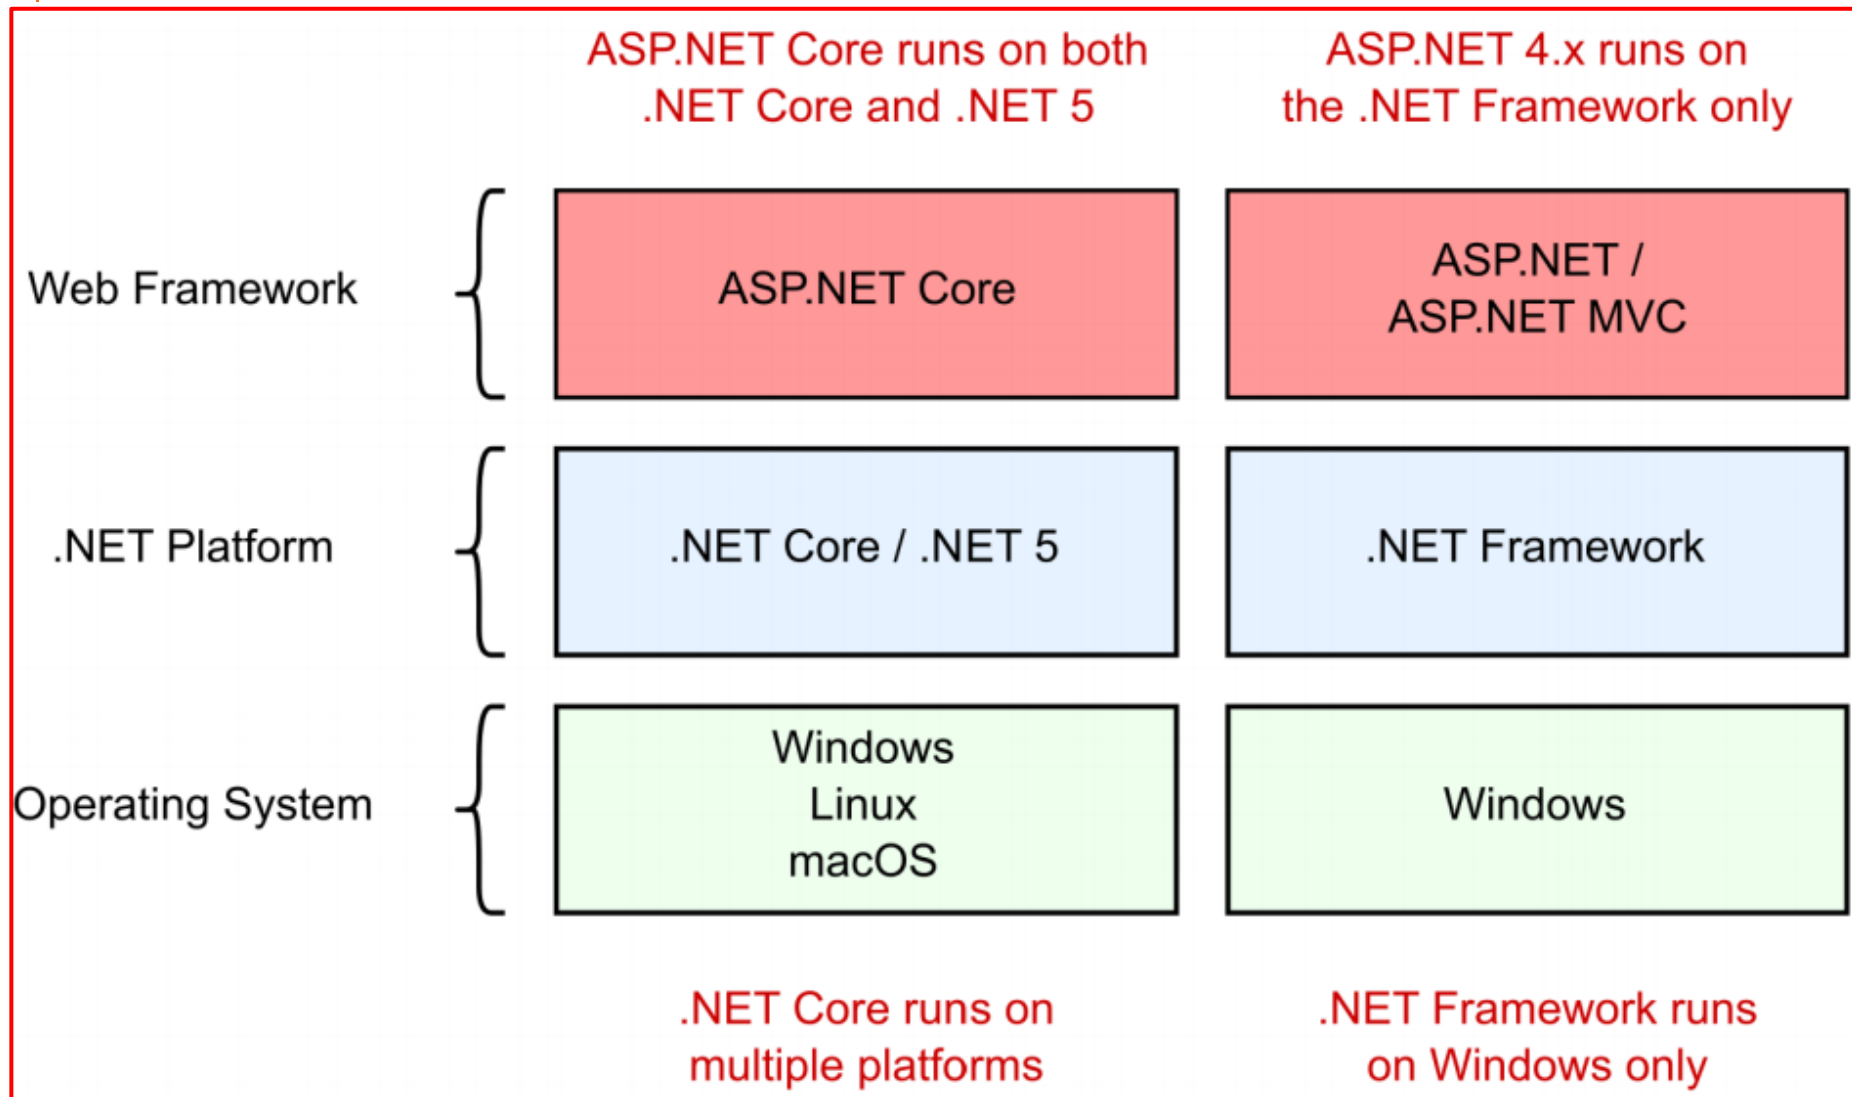 ASP.NET Core runs on both
.NET Core and .NET 5
ASP.NET 4.x runs on
the .NET Framework only
Web Framework
ASP.NET Core
ASP.NET /
ASP.NET MVC
.NET Platform
.NET Core / .NET 5
.NET Framework
Operating System
Windows
Linux
macOS
Windows
.NET Core runs on
multiple platforms
.NET Framework runs
on Windows only